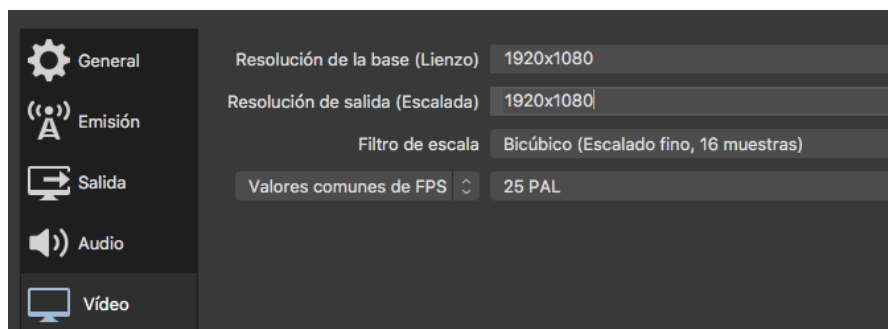 General
Emisión
Salida
Audio
Vídeo
Resolución de la base (Lienzo) 1920x1080
Resolución de salida (Escalada) 1920x1080
Filtro de escala Bicúbico (Escalado fino, 16 muestras)
Valores comunes de FPS 25 PAL